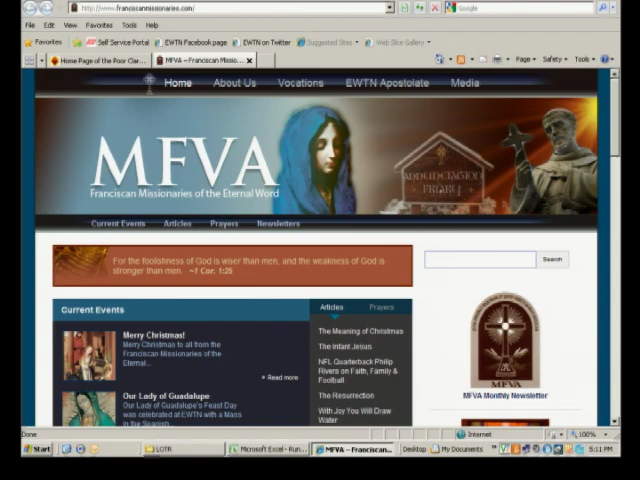 http://www.franciscanmissionaries.com/
Google
File Edit View Favorites Tools Help
Favorites Self Service Portal EWTN Facebook page EWTN on Twitter Suggested Sites Web Slice Gallery
Home Page of the Poor Clar... MFVA – Franciscan Missio... Page Safety Tools
Home About Us Vocations EWTN Apostolate Media
MFVA
Franciscan Missionaries of the Eternal Word
ANNUNCIATION
FRIARY
Current Events Articles Prayers Newsletters
For the foolishness of God is wiser than men, and the weakness of God is
stronger than men. ~1 Cor. 1:25
Search
Current Events
Articles Prayers
Merry Christmas!
Merry Christmas to all from the
Franciscan Missionaries of the
Eternal...
Read more
Our Lady of Guadalupe
Our Lady of Guadalupe's Feast Day
was celebrated at EWTN with a Mass
in the Spanish...
The Meaning of Christmas
The Infant Jesus
NFL Quarterback Philip
Rivers on Faith, Family &
Football
The Resurrection
With Joy You Will Draw
Water
MFVA
MFVA Monthly Newsletter
Done Internet 100%
Start LOTR Microsoft Excel - Run... MFVA – Franciscan... Desktop My Documents 5:11 PM